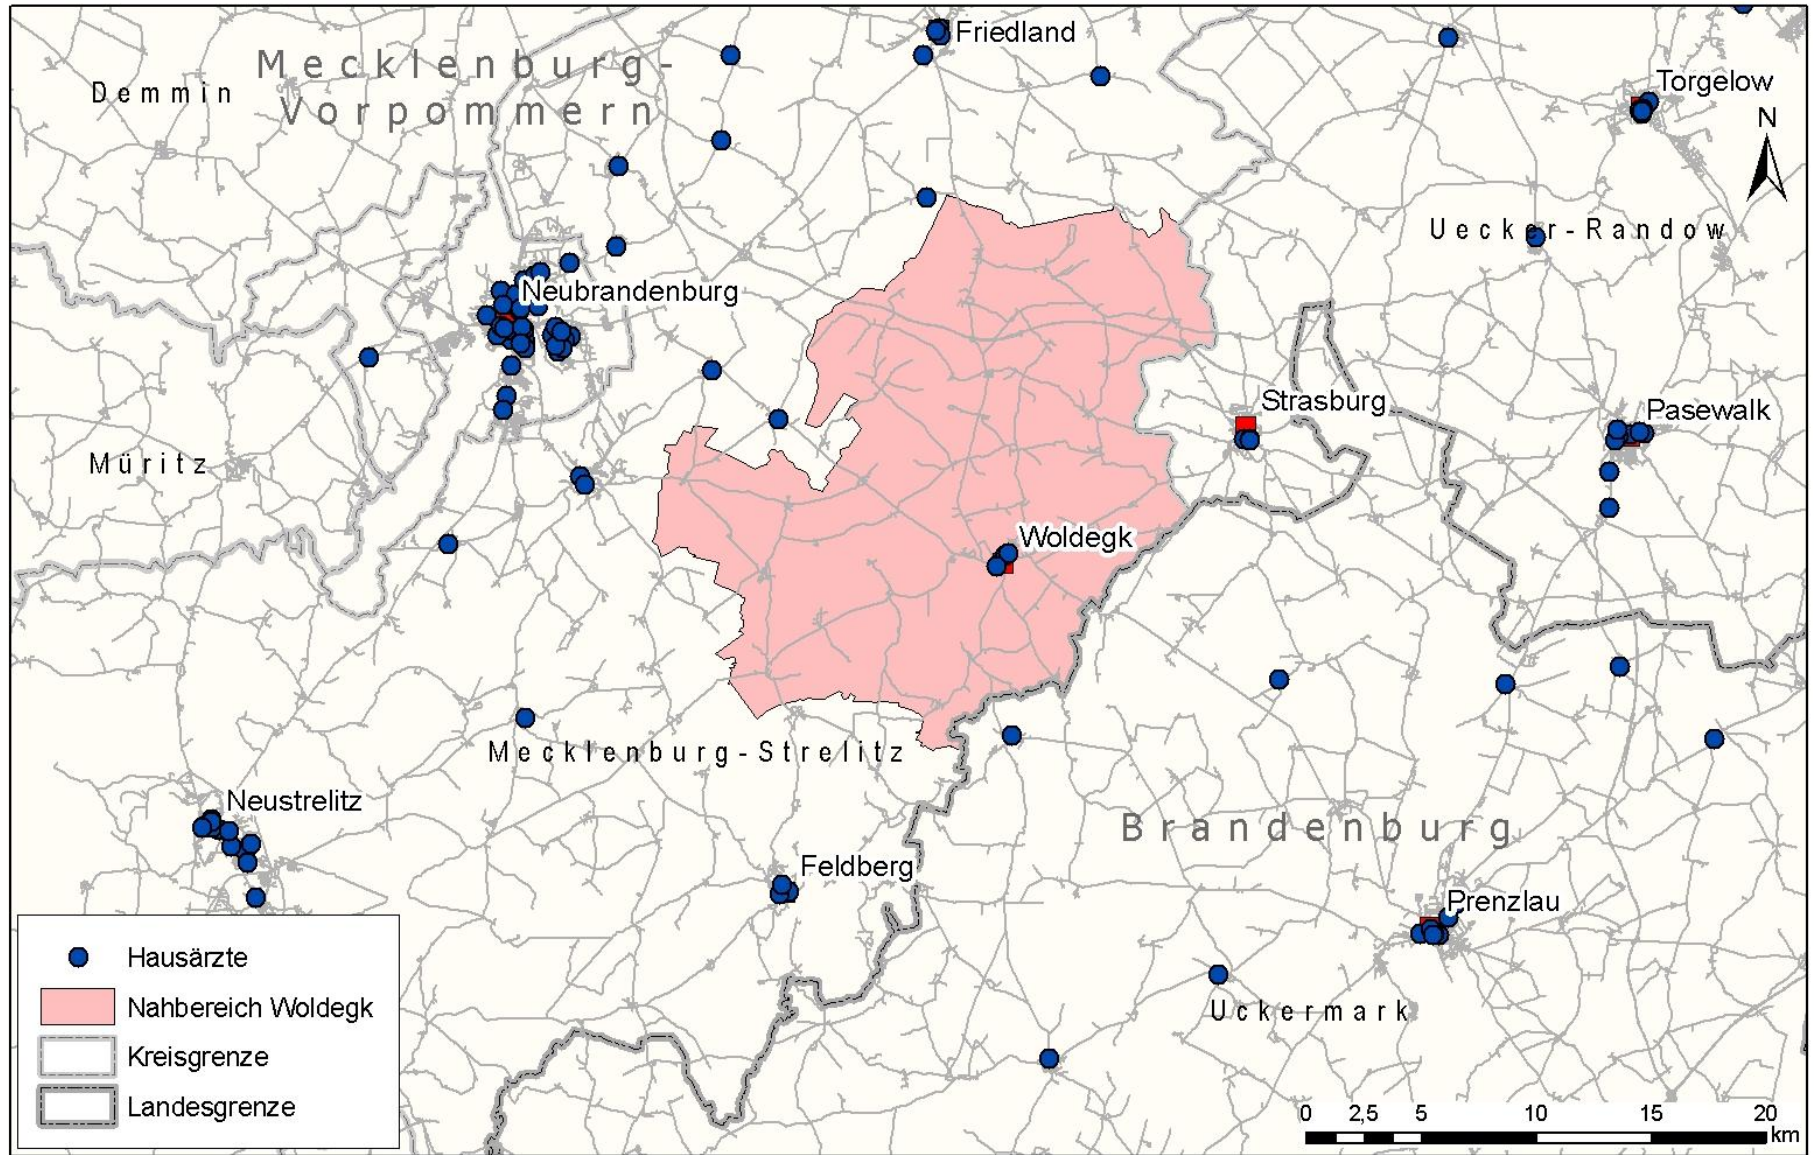 Friedland
Mecklenburg-
Vorpommern
Demmin
Torgelow
N
Uecker-Randow
Neubrandenburg
Strasburg
Pasewalk
Müritz
Woldegk
Mecklenburg-Strelitz
Neustrelitz
Brandenburg
Feldberg
Prenzlau
Uckermark
Hausärzte
Nahbereich Woldegk
Kreisgrenze
Landesgrenze
0 2,5 5 10 15 20
km